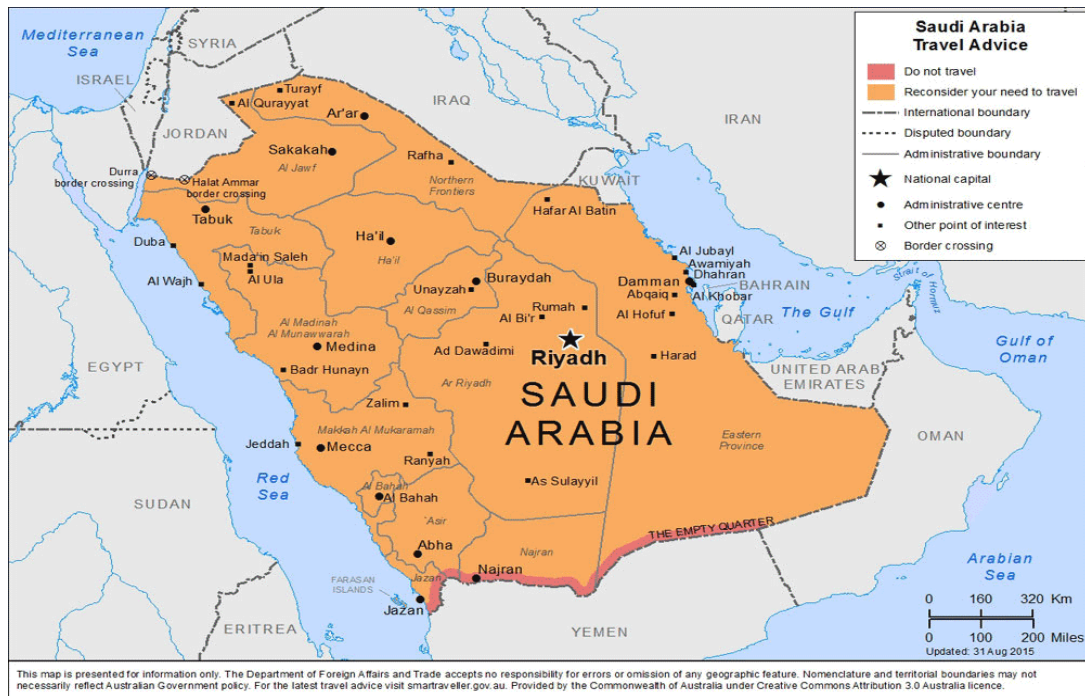 Mediterranean
Sea
SYRIA
ISRAEL
JORDAN
IRAQ
IRAN
KUWAIT
Saudi Arabia
Travel Advice
Do not travel
Reconsider your need to travel
International boundary
Disputed boundary
Administrative boundary
National capital
Administrative centre
Other point of interest
Border crossing
Turayf
Al Qurayyat
Ar'ar
Sakakah
Al Jawf
Rafha
Northern
Frontiers
Durra
border crossing
Halat Ammar
border crossing
Tabuk
Tabuk
Hafar Al Batin
Duba
Ha'il
Ha'il
Mada'in Saleh
Al Ula
Al Wajh
Buraydah
Unayzah
Al Qassim
Al Jubayl
Awamiyah
Dhahran
Damman
Abqaiq
Al Khobar
BAHRAIN
Strait of Hormuz
Rumah
Al Bi'r
Al Hofuf
QATAR
The Gulf
Al Madinah
Al Munawwarah
Medina
Ad Dawadimi
Riyadh
Harad
Gulf of
Oman
EGYPT
Badr Hunayn
Ar Riyadh
SAUDI
ARABIA
UNITED ARAB
EMIRATES
Zalim
Makkah Al Mukaramah
Jeddah
Mecca
Ranyah
Eastern
Province
OMAN
Red
Sea
As Sulayyil
SUDAN
Al Bahah
Al Bahah
'Asir
Abha
Najran
THE EMPTY QUARTER
Jazan
Najran
FARASAN
ISLANDS
Jazan
Arabian
Sea
ERITREA
YEMEN
0 160 320 Km
0 100 200 Miles
Updated: 31 Aug 2015
This map is presented for information only. The Department of Foreign Affairs and Trade accepts no responsibility for errors or omission of any geographic feature. Nomenclature and territorial boundaries may not
necessarily reflect Australian Government policy. For the latest travel advice visit smartraveller.gov.au. Provided by the Commonwealth of Australia under Creative Commons Attribution 3.0 Australia licence.